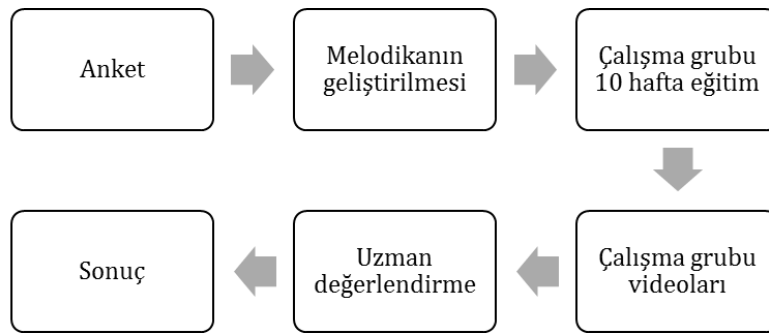 Anket
Melodikanın
geliştirilmesi
Çalışma grubu
10 hafta eğitim
Çalışma grubu
videoları
Uzman
değerlendirme
Sonuç